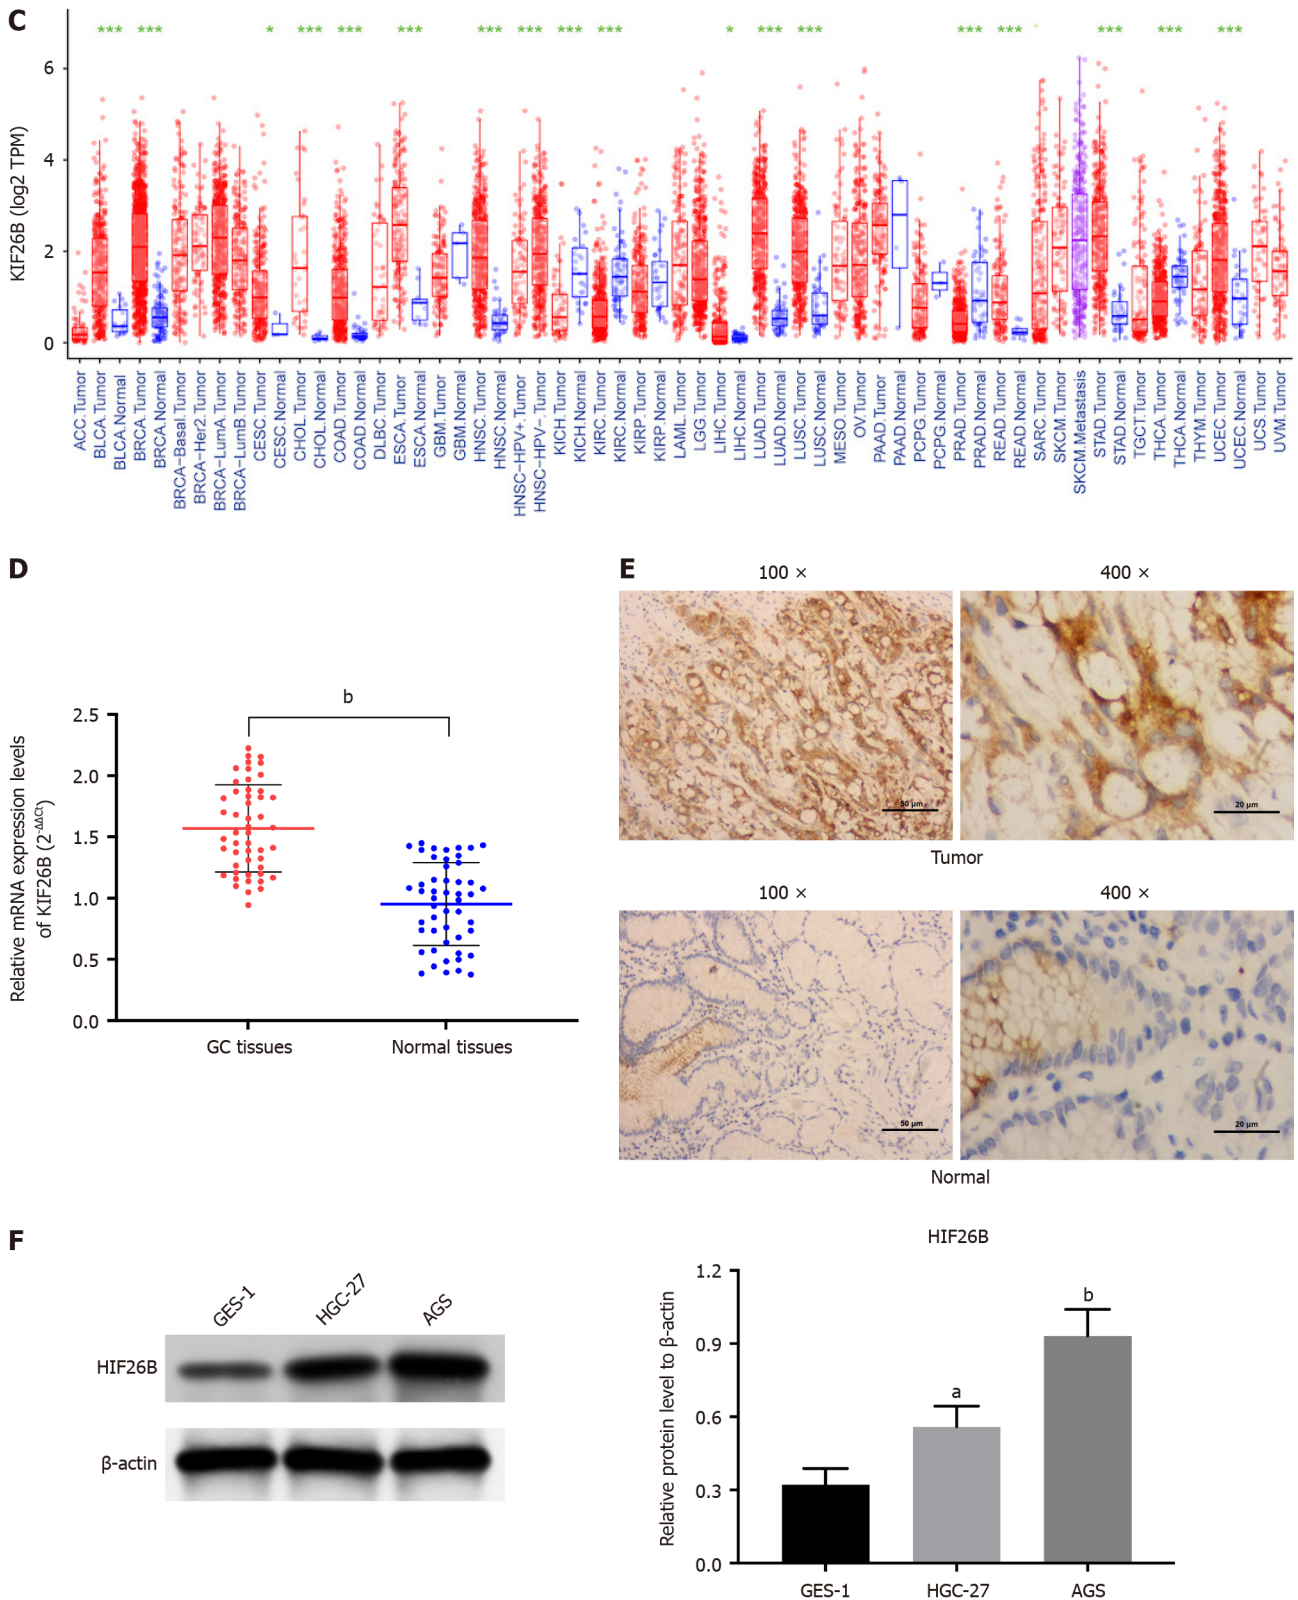 C
*** *** * *** *** *** *** *** *** *** * *** *** *** *** *** *** ***
KIF26B (log2 TPM)
6
4
2
0
ACC.Tumor
BLCA.Tumor
BLCA.Normal
BRCA.Tumor
BRCA.Normal
BRCA-Basal.Tumor
BRCA-Her2.Tumor
BRCA-LumA.Tumor
BRCA-LumB.Tumor
CESC.Tumor
CESC.Normal
CHOL.Tumor
CHOL.Normal
COAD.Tumor
COAD.Normal
DLBC.Tumor
ESCA.Tumor
ESCA.Normal
GBM.Tumor
GBM.Normal
HNSC.Tumor
HNSC.Normal
HNSC-HPV+.Tumor
HNSC-HPV-.Tumor
KICH.Tumor
KICH.Normal
KIRC.Tumor
KIRC.Normal
KIRP.Tumor
KIRP.Normal
LAML.Tumor
LGG.Tumor
LIHC.Tumor
LIHC.Normal
LUAD.Tumor
LUAD.Normal
LUSC.Tumor
LUSC.Normal
MESO.Tumor
OV.Tumor
PAAD.Tumor
PAAD.Normal
PCPG.Tumor
PCPG.Normal
PRAD.Tumor
PRAD.Normal
READ.Tumor
READ.Normal
SARC.Tumor
SKCM.Tumor
SKCM.Metastasis
STAD.Tumor
STAD.Normal
TGCT.Tumor
THCA.Tumor
THCA.Normal
THYM.Tumor
UCEC.Tumor
UCEC.Normal
UCS.Tumor
UVM.Tumor
D
b
Relative mRNA expression levels
of KIF26B (2-ΔΔCt)
2.5
2.0
1.5
1.0
0.5
0.0
GC tissues
Normal tissues
E
100 ×
400 ×
50 μm
20 μm
Tumor
100 ×
400 ×
50 μm
20 μm
Normal
F
GES-1
HGC-27
AGS
HIF26B
β-actin
HIF26B
Relative protein level to β-actin
1.2
0.9
0.6
0.3
0.0
a
b
GES-1
HGC-27
AGS